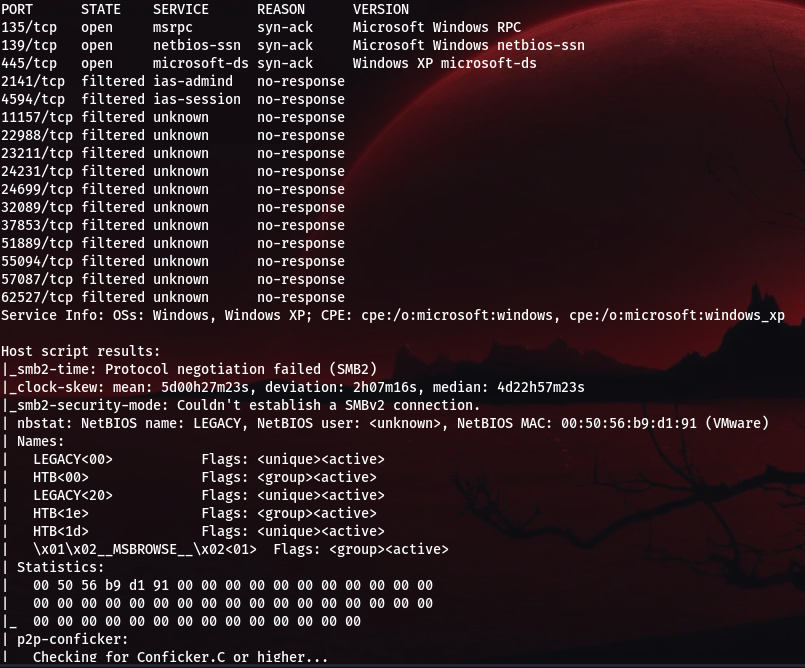 PORT      STATE    SERVICE      REASON      VERSION
135/tcp   open     msrpc        syn-ack     Microsoft Windows RPC
139/tcp   open     netbios-ssn  syn-ack     Microsoft Windows netbios-ssn
445/tcp   open     microsoft-ds syn-ack     Windows XP microsoft-ds
2141/tcp  filtered ias-admind   no-response
4594/tcp  filtered ias-session  no-response
11157/tcp filtered unknown      no-response
22988/tcp filtered unknown      no-response
23211/tcp filtered unknown      no-response
24231/tcp filtered unknown      no-response
24699/tcp filtered unknown      no-response
32089/tcp filtered unknown      no-response
37853/tcp filtered unknown      no-response
51889/tcp filtered unknown      no-response
55094/tcp filtered unknown      no-response
57087/tcp filtered unknown      no-response
62527/tcp filtered unknown      no-response
Service Info: OSs: Windows, Windows XP; CPE: cpe:/o:microsoft:windows, cpe:/o:microsoft:windows_xp
Host script results:
|_smb2-time: Protocol negotiation failed (SMB2)
|_clock-skew: mean: 5d00h27m23s, deviation: 2h07m16s, median: 4d22h57m23s
|_smb2-security-mode: Couldn't establish a SMBv2 connection.
| nbstat: NetBIOS name: LEGACY, NetBIOS user: <unknown>, NetBIOS MAC: 00:50:56:b9:d1:91 (VMware)
| Names:
|   LEGACY<00>           Flags: <unique><active>
|   HTB<00>              Flags: <group><active>
|   LEGACY<20>           Flags: <unique><active>
|   HTB<1e>              Flags: <group><active>
|   HTB<1d>              Flags: <unique><active>
|   \x01\x02__MSBROWSE__\x02<01>  Flags: <group><active>
| Statistics:
|   00 50 56 b9 d1 91 00 00 00 00 00 00 00 00 00 00 00
|   00 00 00 00 00 00 00 00 00 00 00 00 00 00 00 00 00
|_  00 00 00 00 00 00 00 00 00 00 00 00 00 00
| p2p-conficker:
|   Checking for Conficker.C or higher...